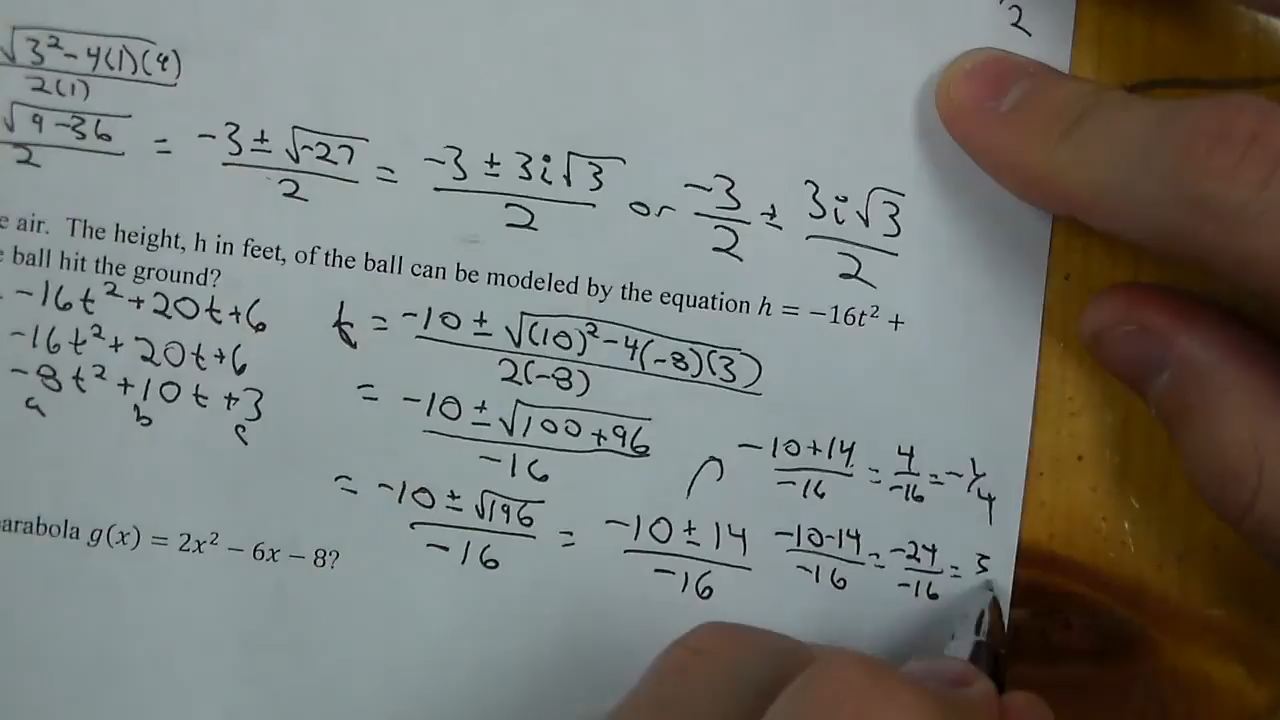 2
√3² - 4(1)(9)
2(1)
√9 - 36
2
= -3 ± √-27 / 2 = -3 ± 3i√3 / 2 or -3/2 ± 3i√3 / 2
e air. The height, h in feet, of the ball can be modeled by the equation h = −16t² +
e ball hit the ground?
-16t² + 20t + 6
-16t² + 20t + 6
-8t² + 10t + 3
a b c
t = -10 ± √(10)² - 4(-8)(3) / 2(-8)
= -10 ± √100 + 96 / -16
= -10 ± √196 / -16 = -10 ± 14 / -16
-10 + 14 / -16 = 4 / -16 = -1/4
-10 - 14 / -16 = -24 / -16 = 3
arabola g(x) = 2x² − 6x − 8?